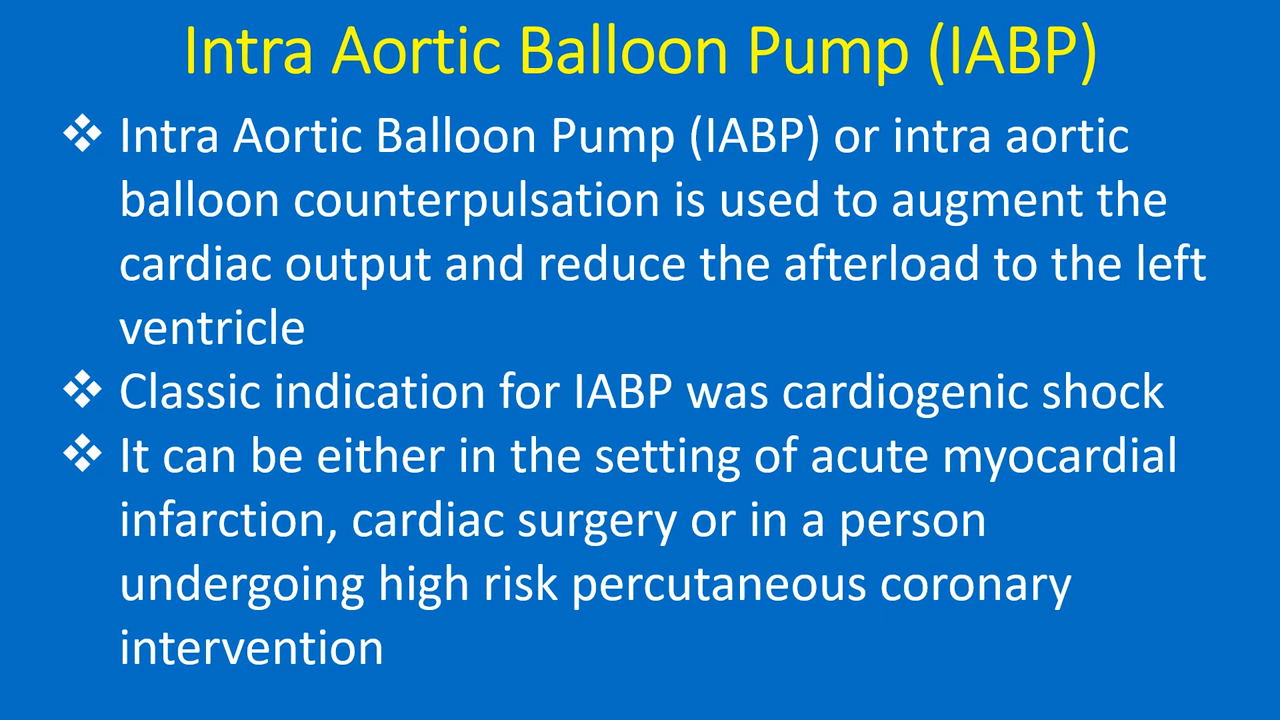 Intra Aortic Balloon Pump (IABP)
❖ Intra Aortic Balloon Pump (IABP) or intra aortic
balloon counterpulsation is used to augment the
cardiac output and reduce the afterload to the left
ventricle
❖ Classic indication for IABP was cardiogenic shock
❖ It can be either in the setting of acute myocardial
infarction, cardiac surgery or in a person
undergoing high risk percutaneous coronary
intervention